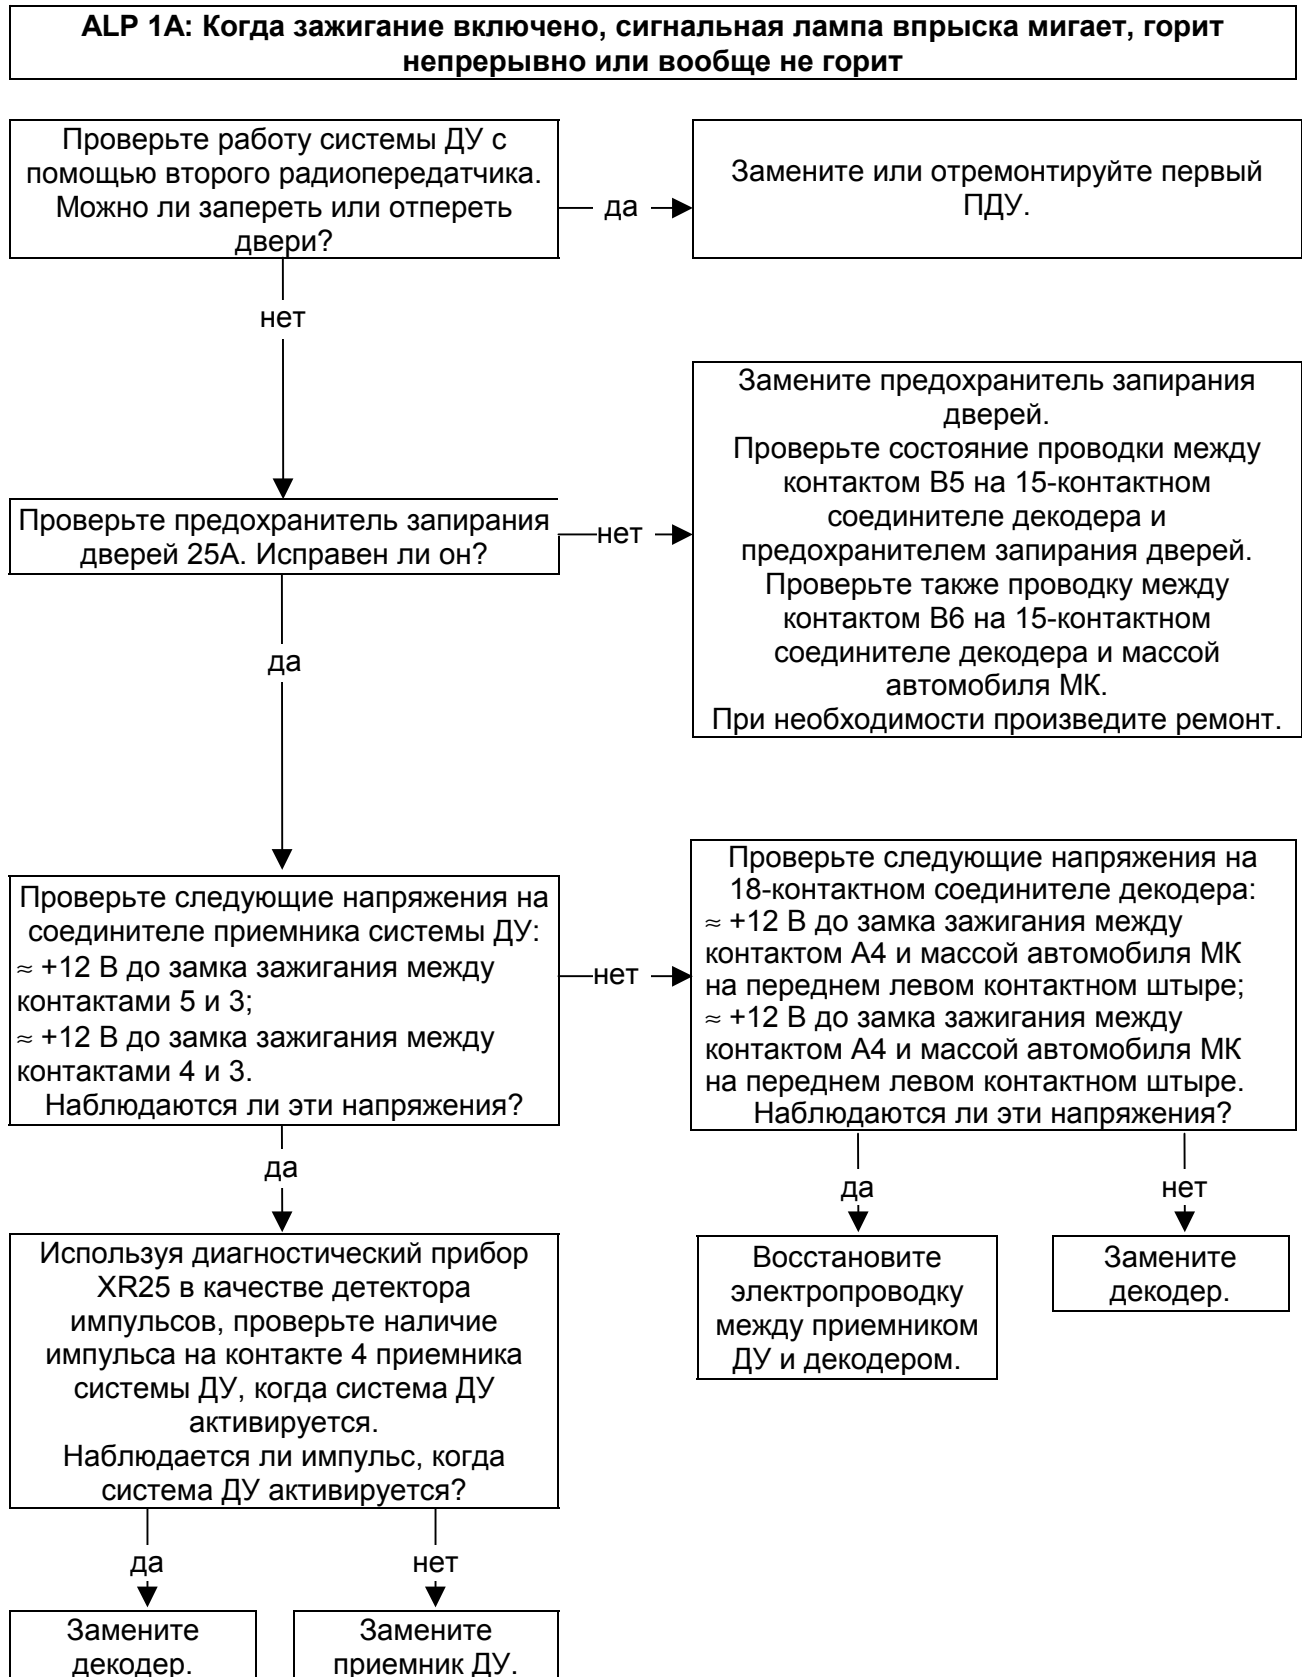 ALP 1A: Когда зажигание включено, сигнальная лампа впрыска мигает, горит
непрерывно или вообще не горит
Проверьте работу системы ДУ с
помощью второго радиопередатчика.
Можно ли запереть или отпереть
двери?
да
Замените или отремонтируйте первый
ПДУ.
нет
Проверьте предохранитель запирания
дверей 25А. Исправен ли он?
нет
Замените предохранитель запирания
дверей.
Проверьте состояние проводки между
контактом B5 на 15-контактном
соединителе декодера и
предохранителем запирания дверей.
Проверьте также проводку между
контактом B6 на 15-контактном
соединителе декодера и массой
автомобиля МК.
При необходимости произведите ремонт.
да
Проверьте следующие напряжения на
соединителе приемника системы ДУ:
≈ +12 В до замка зажигания между
контактами 5 и 3;
≈ +12 В до замка зажигания между
контактами 4 и 3.
Наблюдаются ли эти напряжения?
нет
Проверьте следующие напряжения на
18-контактном соединителе декодера:
≈ +12 В до замка зажигания между
контактом А4 и массой автомобиля МК
на переднем левом контактном штыре;
≈ +12 В до замка зажигания между
контактом А4 и массой автомобиля МК
на переднем левом контактном штыре.
Наблюдаются ли эти напряжения?
да
да
нет
Используя диагностический прибор
XR25 в качестве детектора
импульсов, проверьте наличие
импульса на контакте 4 приемника
системы ДУ, когда система ДУ
активируется.
Наблюдается ли импульс, когда
система ДУ активируется?
Восстановите
электропроводку
между приемником
ДУ и декодером.
Замените
декодер.
да
нет
Замените
декодер.
Замените
приемник ДУ.